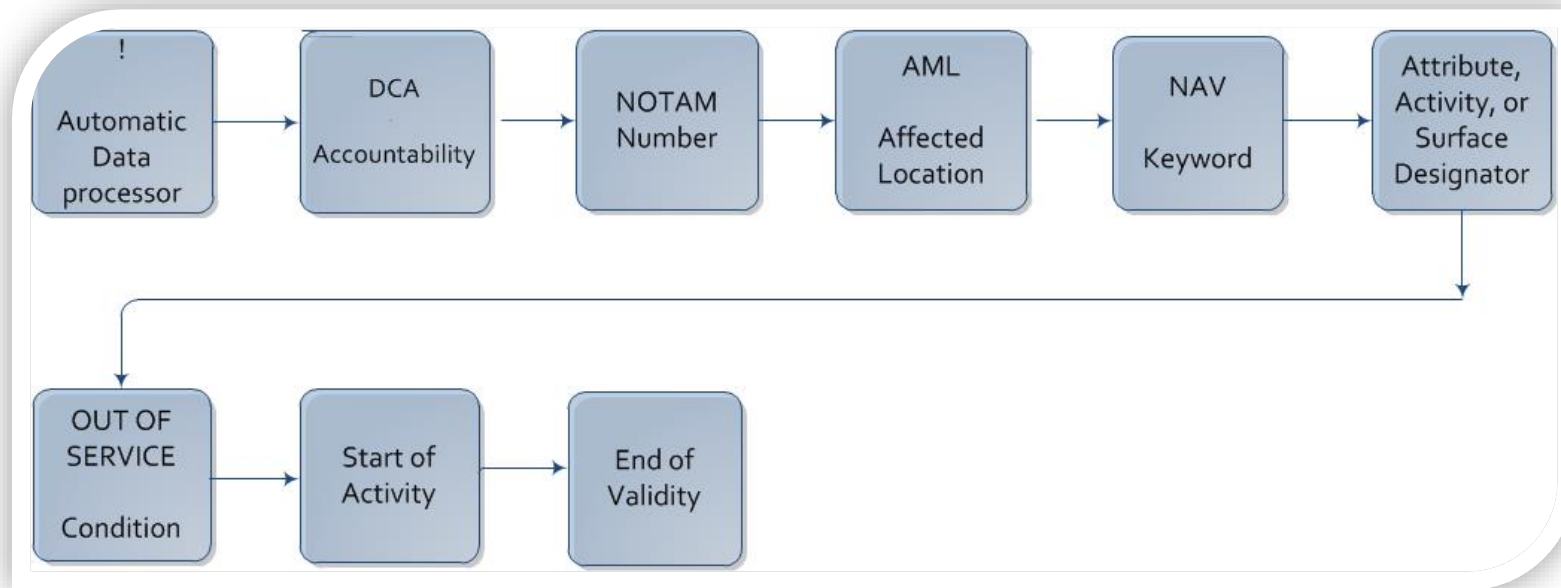 !
Automatic
Data
processor
DCA
Accountability
NOTAM
Number
AML
Affected
Location
NAV
Keyword
Attribute,
Activity, or
Surface
Designator
OUT OF
SERVICE
Condition
Start of
Activity
End of
Validity